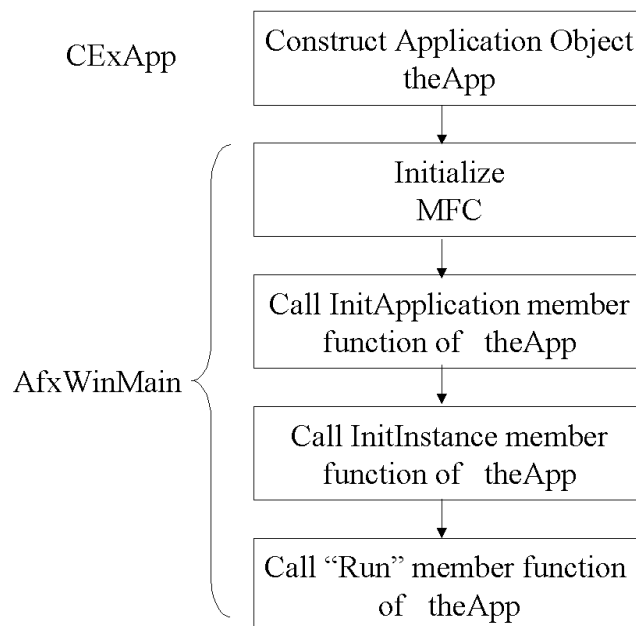 CExApp
Construct Application Object
theApp
Initialize
MFC
Call InitApplication member
function of theApp
AfxWinMain
Call InitInstance member
function of theApp
Call “Run” member function
of theApp